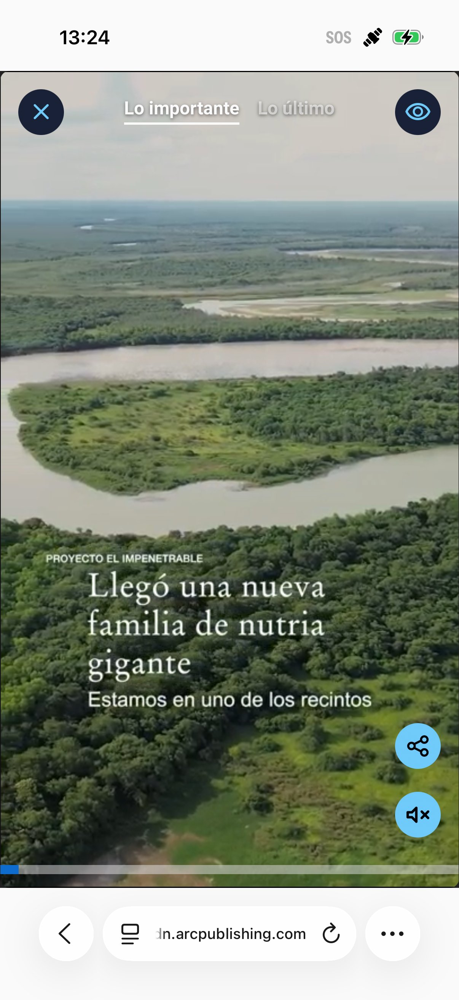 13:24
SOS
Lo importante Lo último
PROYECTO EL IMPENETRABLE
Llegó una nueva
familia de nutria
gigante
Estamos en uno de los recintos
dn.arcpublishing.com